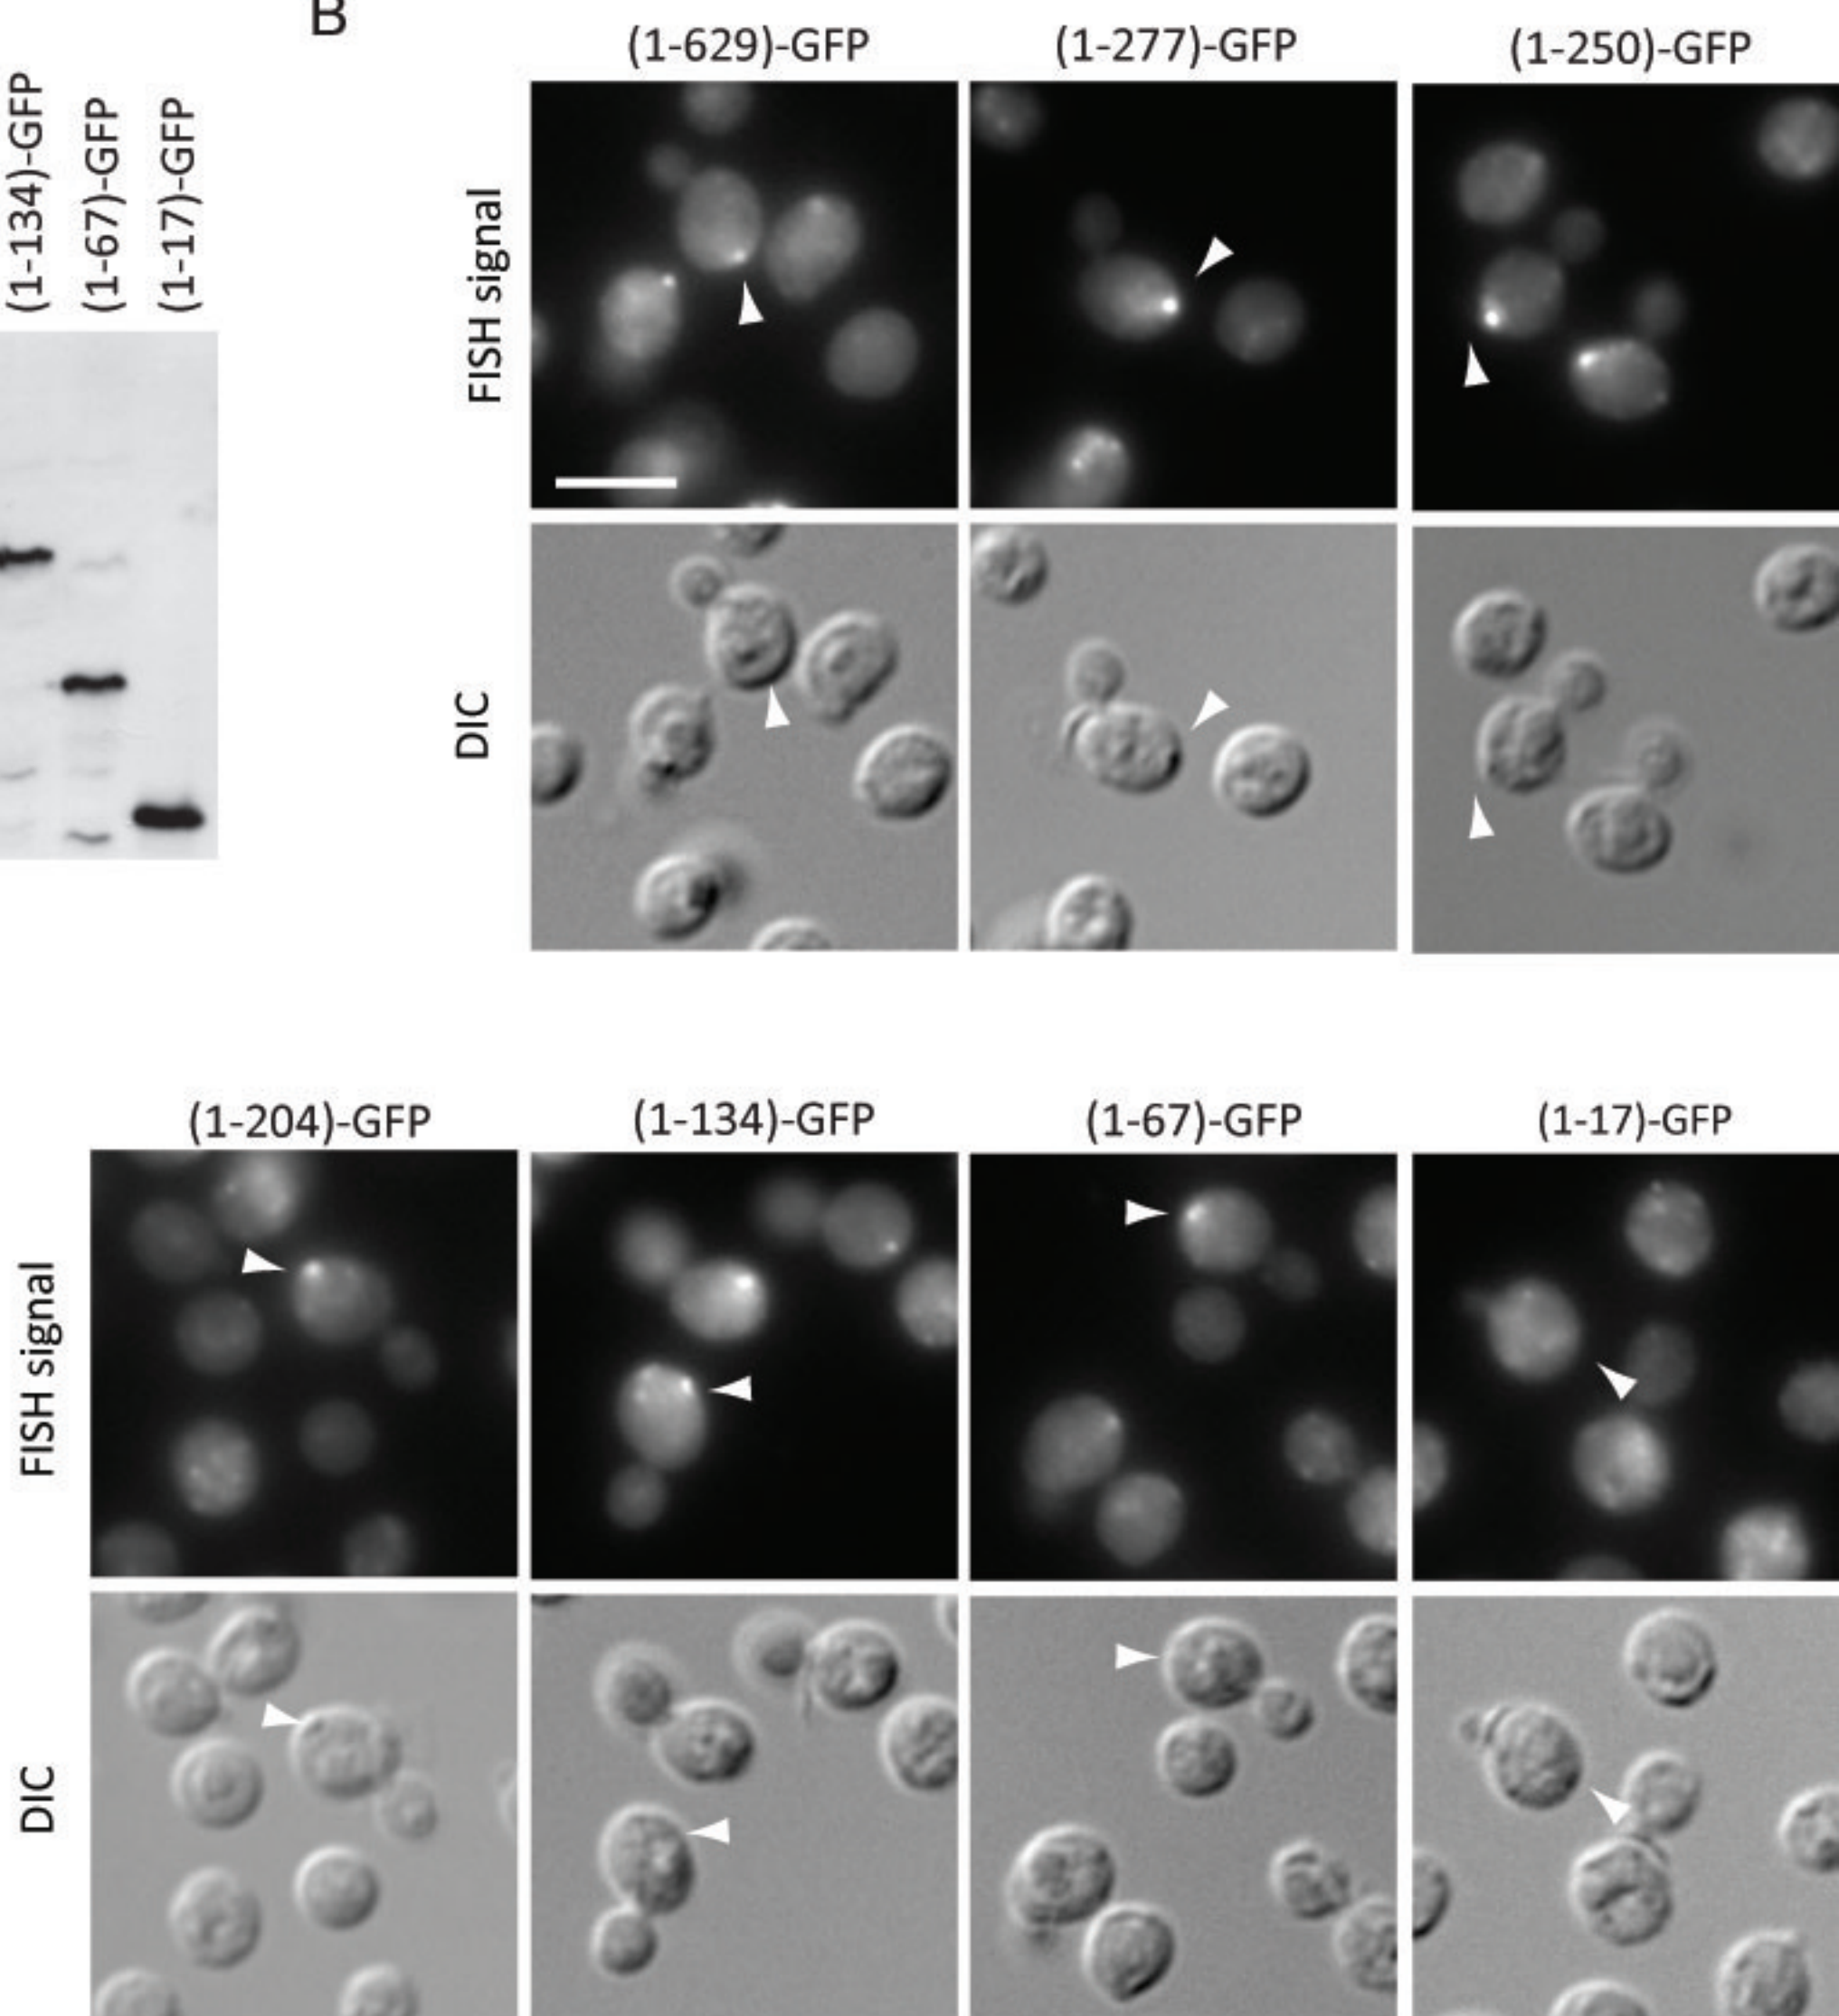 B
(1-134)-GFP
(1-67)-GFP
(1-17)-GFP
(1-629)-GFP
(1-277)-GFP
(1-250)-GFP
FISH signal
DIC
(1-204)-GFP
(1-134)-GFP
(1-67)-GFP
(1-17)-GFP
FISH signal
DIC